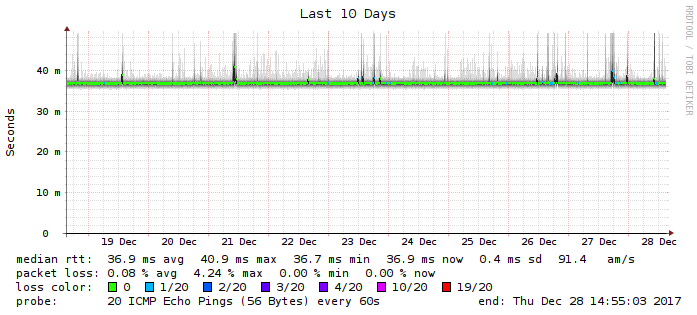 Last 10 Days
RRDTOOL / TOBI OETIKER
Seconds
40 m
30 m
20 m
10 m
0
19 Dec 20 Dec 21 Dec 22 Dec 23 Dec 24 Dec 25 Dec 26 Dec 27 Dec 28 Dec
median rtt: 36.9 ms avg 40.9 ms max 36.7 ms min 36.9 ms now 0.4 ms sd 91.4 am/s
packet loss: 0.08 % avg 4.24 % max 0.00 % min 0.00 % now
loss color: 0 1/20 2/20 3/20 4/20 10/20 19/20
probe: 20 ICMP Echo Pings (56 Bytes) every 60s end: Thu Dec 28 14:55:03 2017